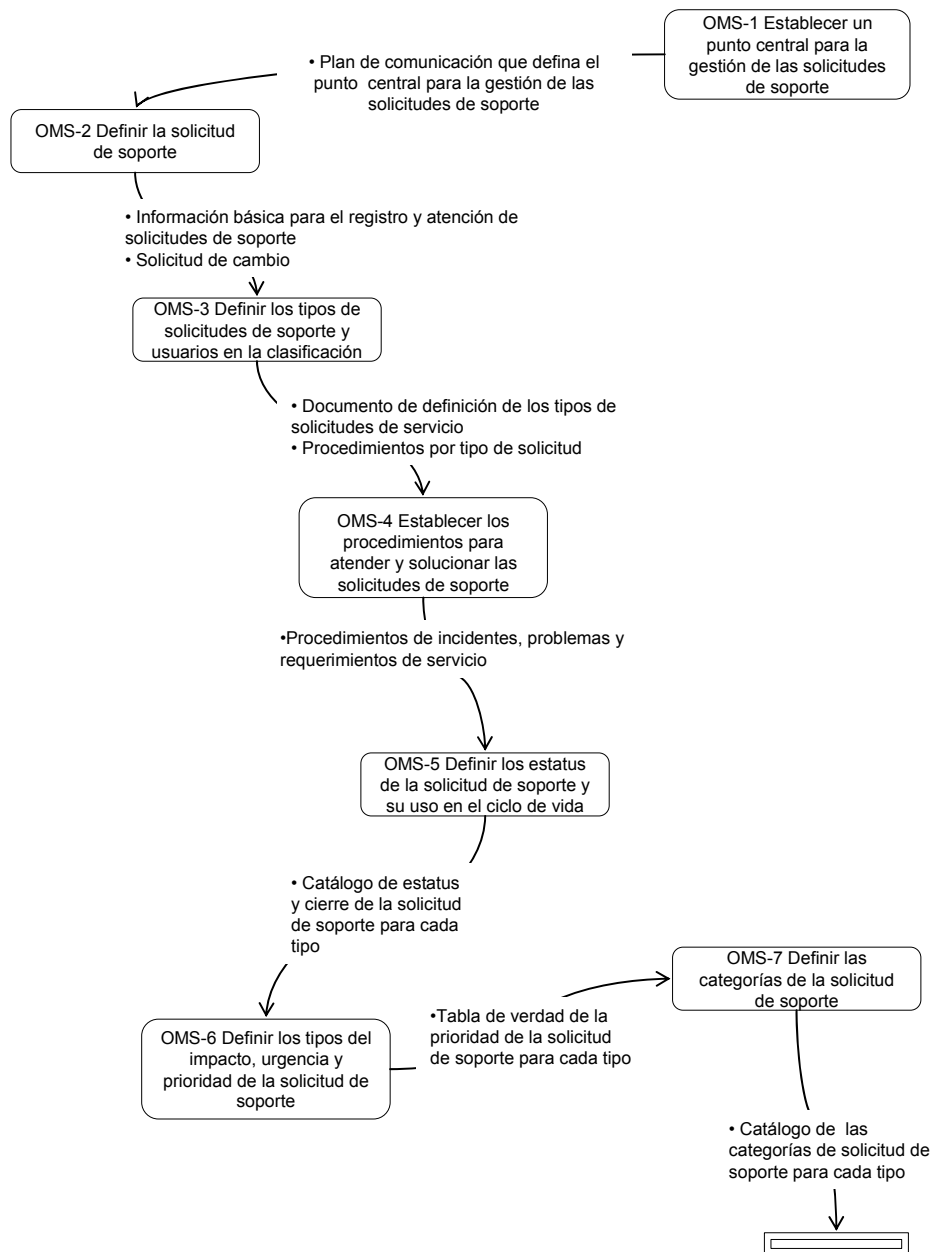 OMS-1 Establecer un
punto central para la
gestión de las solicitudes
de soporte
• Plan de comunicación que defina el
punto central para la gestión de las
solicitudes de soporte
OMS-2 Definir la solicitud
de soporte
• Información básica para el registro y atención de
solicitudes de soporte
• Solicitud de cambio
OMS-3 Definir los tipos de
solicitudes de soporte y
usuarios en la clasificación
• Documento de definición de los tipos de
solicitudes de servicio
• Procedimientos por tipo de solicitud
OMS-4 Establecer los
procedimientos para
atender y solucionar las
solicitudes de soporte
•Procedimientos de incidentes, problemas y
requerimientos de servicio
OMS-5 Definir los estatus
de la solicitud de soporte y
su uso en el ciclo de vida
• Catálogo de estatus
y cierre de la solicitud
de soporte para cada
tipo
OMS-6 Definir los tipos del
impacto, urgencia y
prioridad de la solicitud de
soporte
•Tabla de verdad de la
prioridad de la solicitud
de soporte para cada tipo
OMS-7 Definir las
categorías de la solicitud
de soporte
• Catálogo de las
categorías de solicitud de
soporte para cada tipo